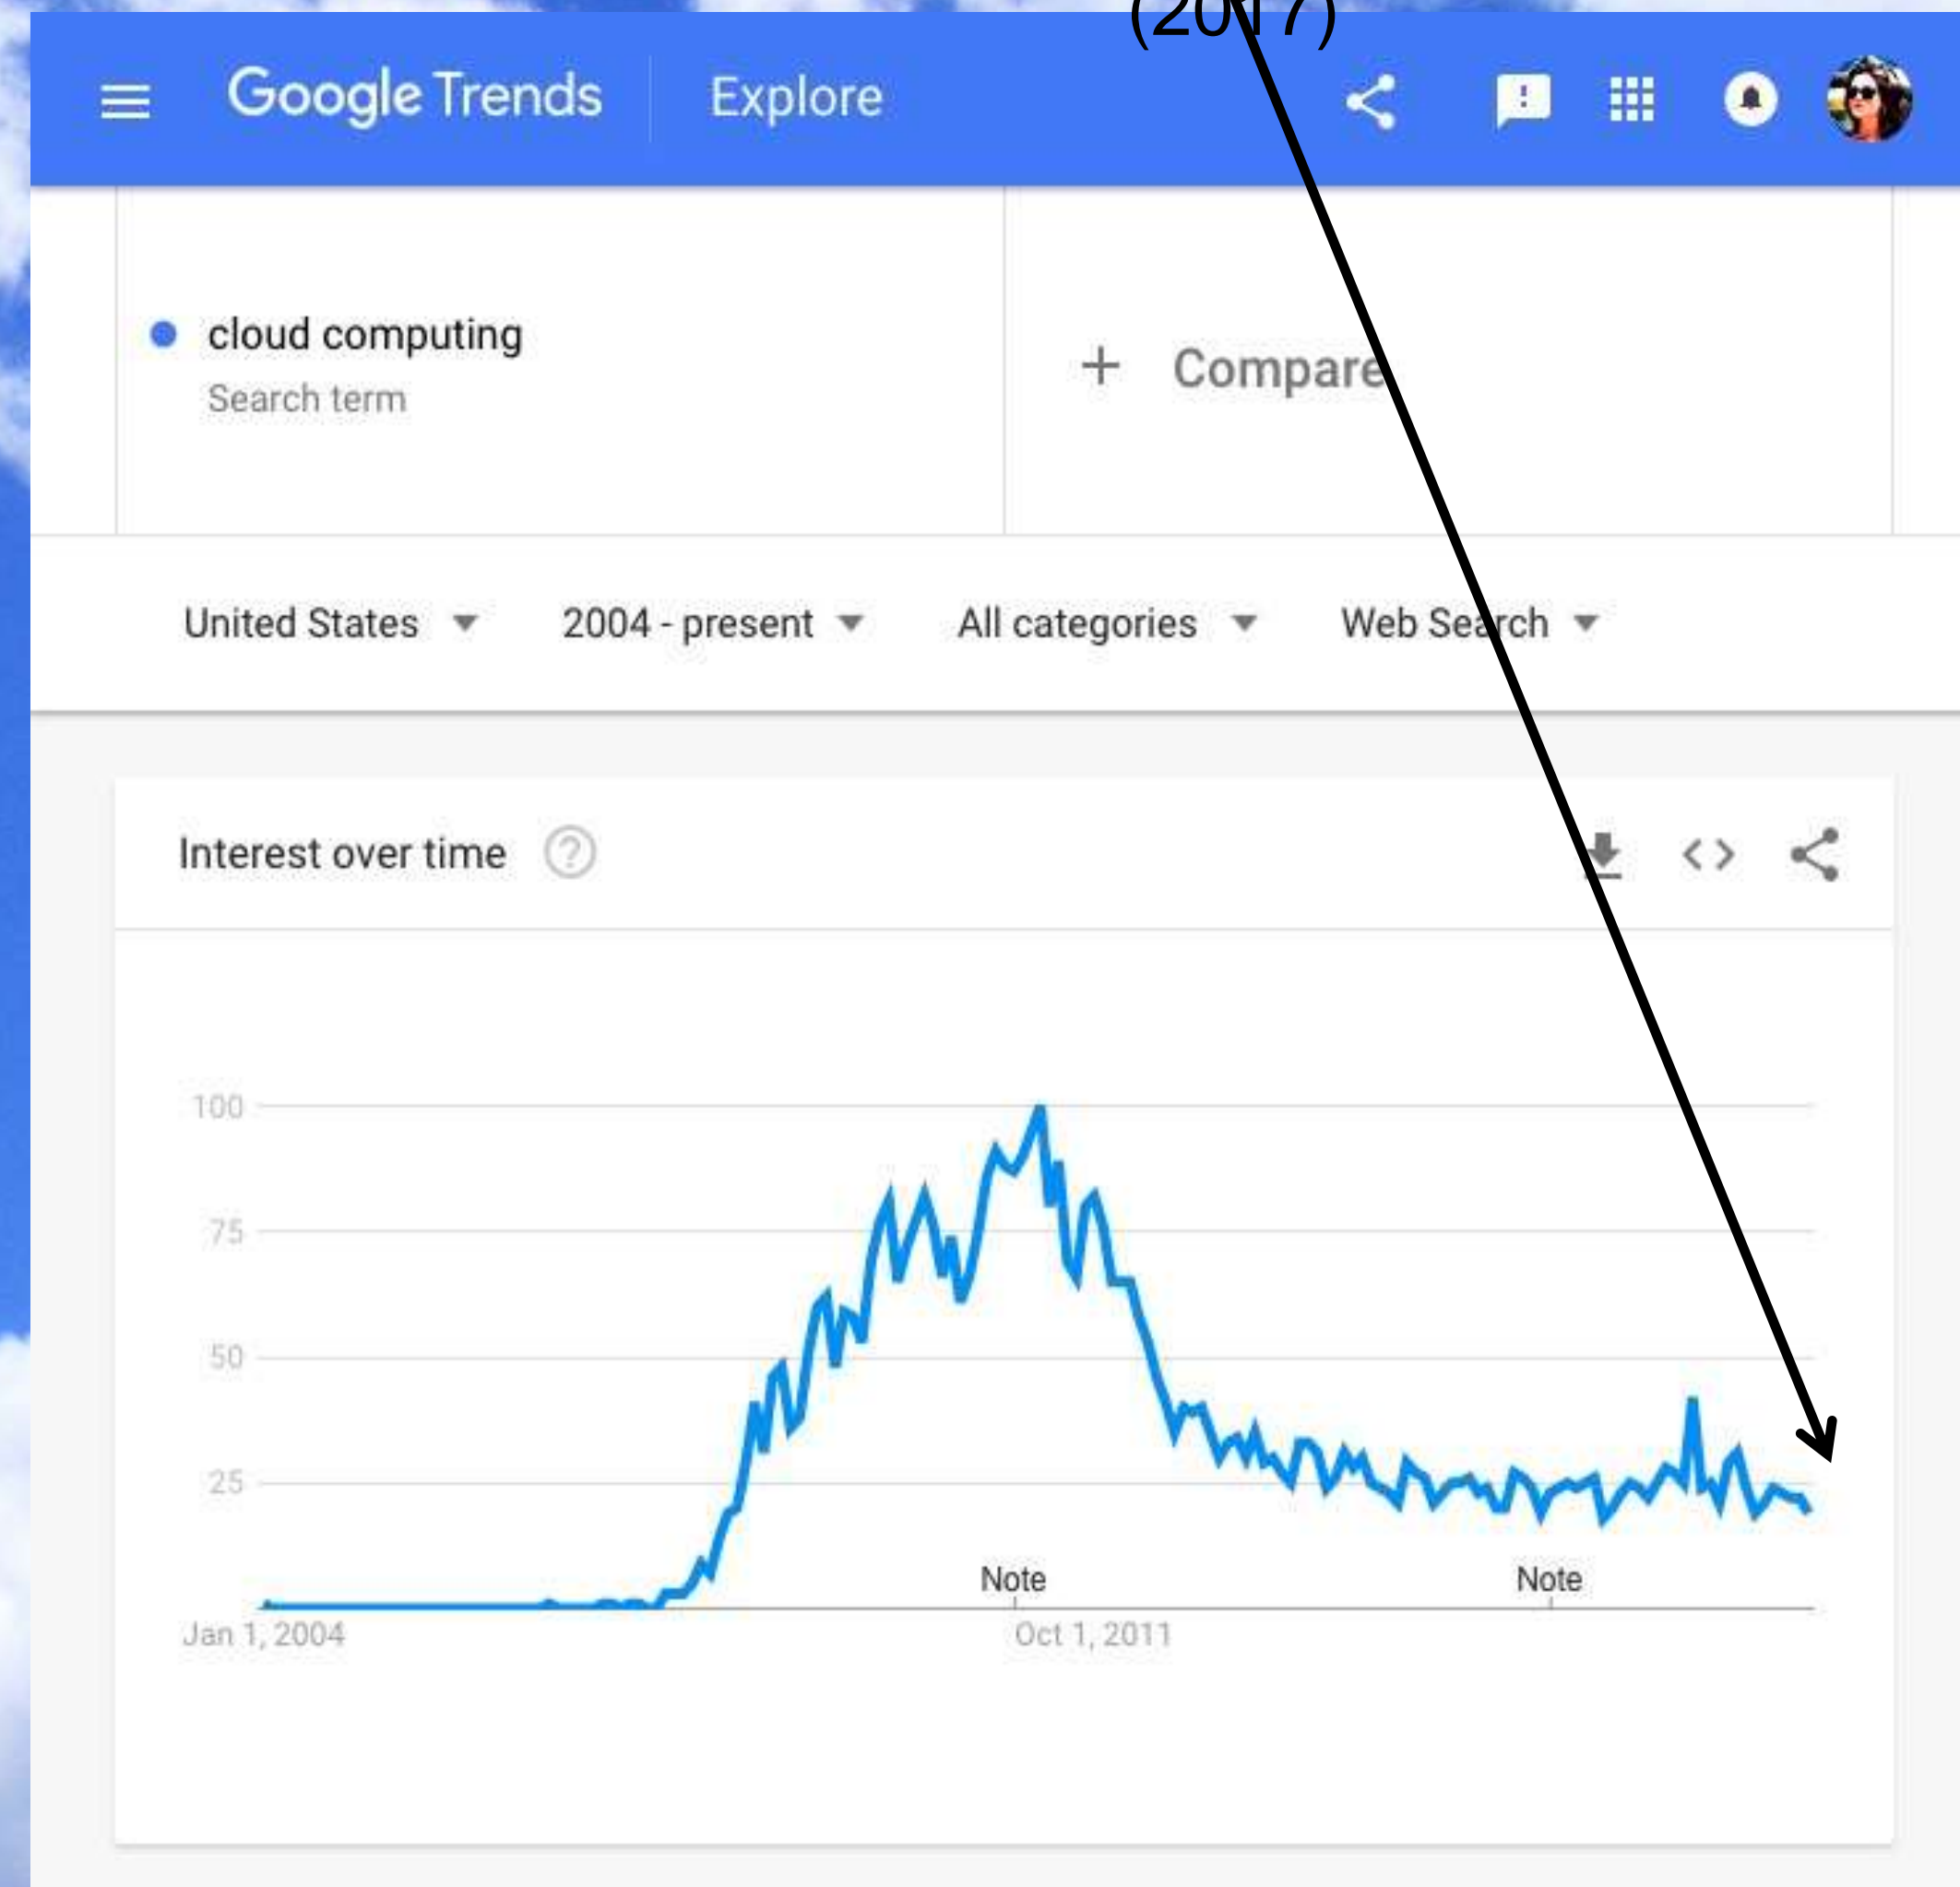 (2017)
Google Trends Explore
cloud computing
Search term
+ Compare
United States 2004 - present All categories Web Search
Interest over time ?
100
75
50
25
Note Note
Jan 1, 2004 Oct 1, 2011